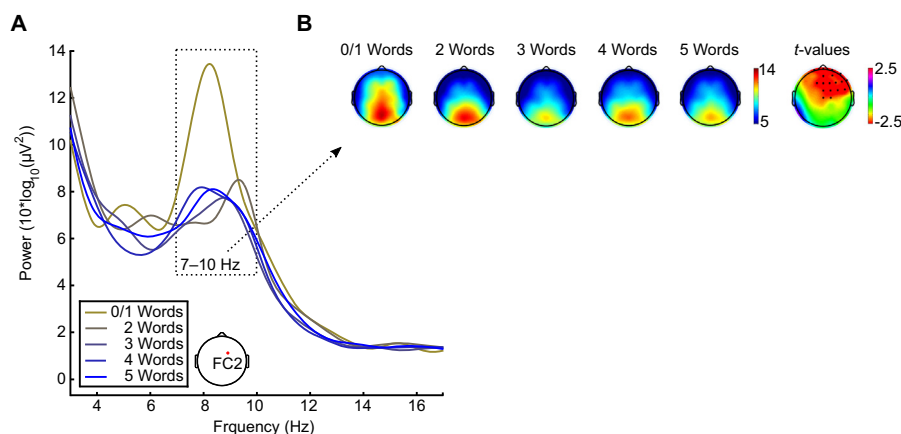 A
B
0/1 Words
2 Words
3 Words
4 Words
5 Words
t-values
14
5
2.5
-2.5
Power (10*log10(µV2))
14
12
10
8
6
4
2
0
7–10 Hz
0/1 Words
2 Words
3 Words
4 Words
5 Words
FC2
4
6
8
10
12
14
16
Frquency (Hz)